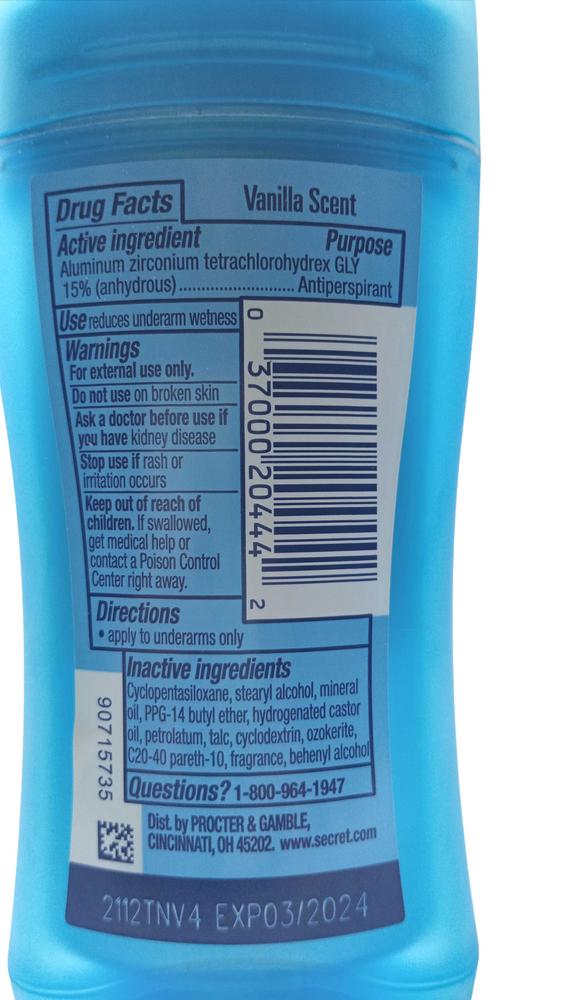 Drug Facts
Vanilla Scent
Active ingredient Purpose
Aluminum zirconium tetrachlorohydrex GLY
15% (anhydrous)........................... Antiperspirant
Use reduces underarm wetness
Warnings
For external use only.
Do not use on broken skin
Ask a doctor before use if
you have kidney disease
Stop use if rash or
irritation occurs
Keep out of reach of
children. If swallowed,
get medical help or
contact a Poison Control
Center right away.
0 37000 20444 2
Directions
• apply to underarms only
Inactive ingredients
Cyclopentasiloxane, stearyl alcohol, mineral
oil, PPG-14 butyl ether, hydrogenated castor
oil, petrolatum, talc, cyclodextrin, ozokerite,
C20-40 pareth-10, fragrance, behenyl alcohol
Questions? 1-800-964-1947
90715735
Dist. by PROCTER & GAMBLE,
CINCINNATI, OH 45202. www.secret.com
2112TNV4 EXP03/2024